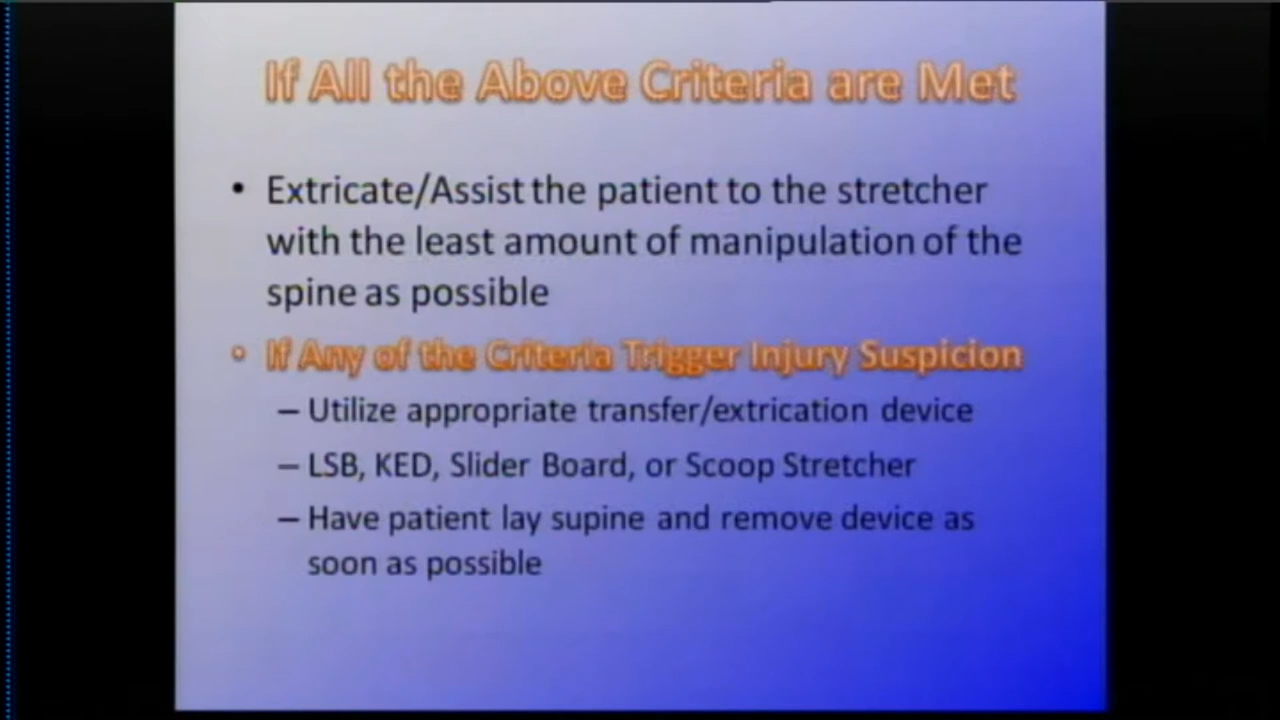 If All the Above Criteria are Met
• Extricate/Assist the patient to the stretcher
with the least amount of manipulation of the
spine as possible
• If Any of the Criteria Trigger Injury Suspicion
– Utilize appropriate transfer/extrication device
– LSB, KED, Slider Board, or Scoop Stretcher
– Have patient lay supine and remove device as
soon as possible